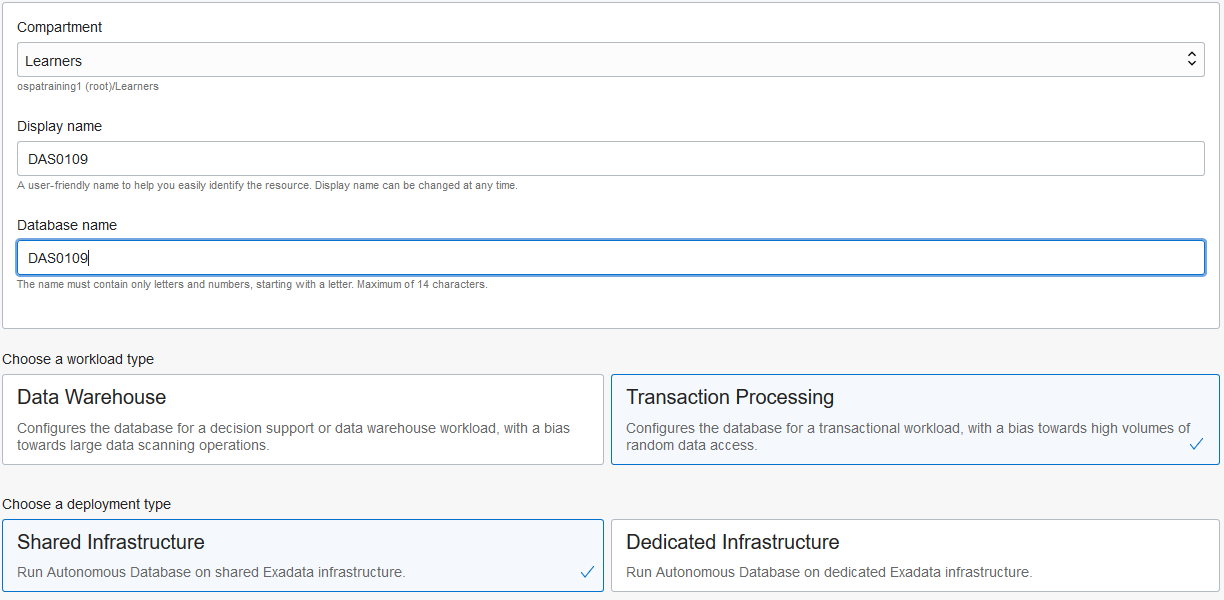 Compartment
Learners
ospatraining1 (root)/Learners
Display name
DAS0109
A user-friendly name to help you easily identify the resource. Display name can be changed at any time.
Database name
DAS0109
The name must contain only letters and numbers, starting with a letter. Maximum of 14 characters.
Choose a workload type
Data Warehouse
Configures the database for a decision support or data warehouse workload, with a bias
towards large data scanning operations.
Transaction Processing
Configures the database for a transactional workload, with a bias towards high volumes of
random data access.
Choose a deployment type
Shared Infrastructure
Run Autonomous Database on shared Exadata infrastructure.
Dedicated Infrastructure
Run Autonomous Database on dedicated Exadata infrastructure.